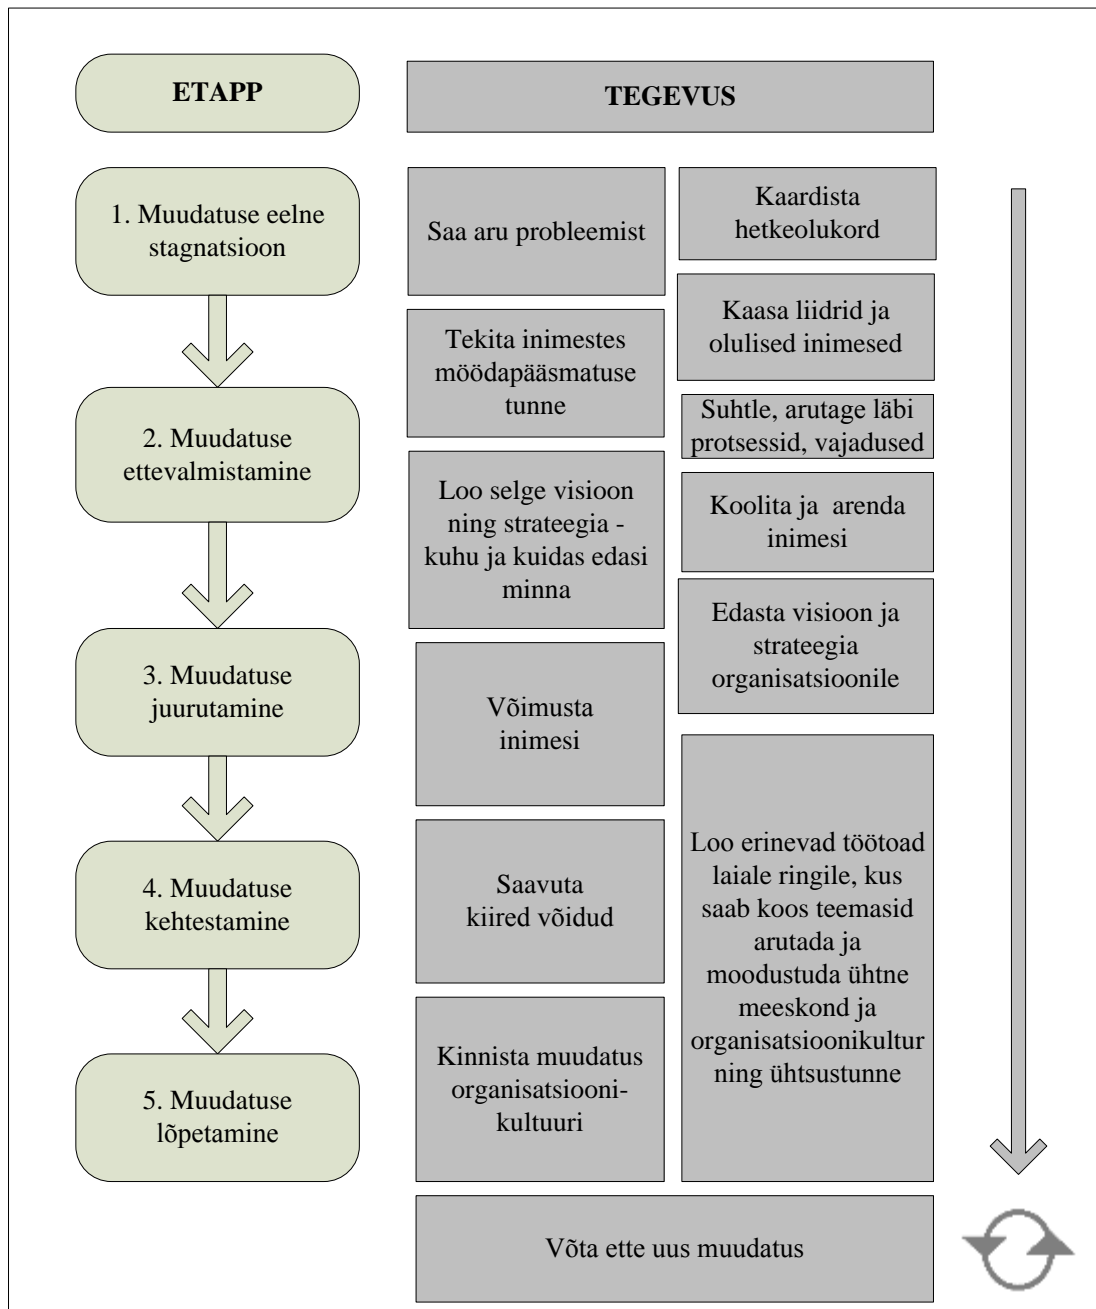 ETAPP
TEGEVUS
1. Muudatuse eelne
stagnatsioon
2. Muudatuse
ettevalmistamine
3. Muudatuse
juurutamine
4. Muudatuse
kehtestamine
5. Muudatuse
lõpetamine
Saa aru probleemist
Tekita inimestes
möödapääsmatuse
tunne
Loo selge visioon
ning strateegia -
kuhu ja kuidas edasi
minna
Võimusta
inimesi
Saavuta
kiired võidud
Kinnista muudatus
organisatsiooni-
kultuuri
Kaardista
hetkeolukord
Kaasa liidrid ja
olulised inimesed
Suhtle, arutage läbi
protsessid, vajadused
Koolita ja  arenda
inimesi
Edasta visioon ja
strateegia
organisatsioonile
Loo erinevad töötoad
laiale ringile, kus
saab koos teemasid
arutada ja
moodustuda ühtne
meeskond ja
organisatsioonikultur
ning ühtsustunne
Võta ette uus muudatus